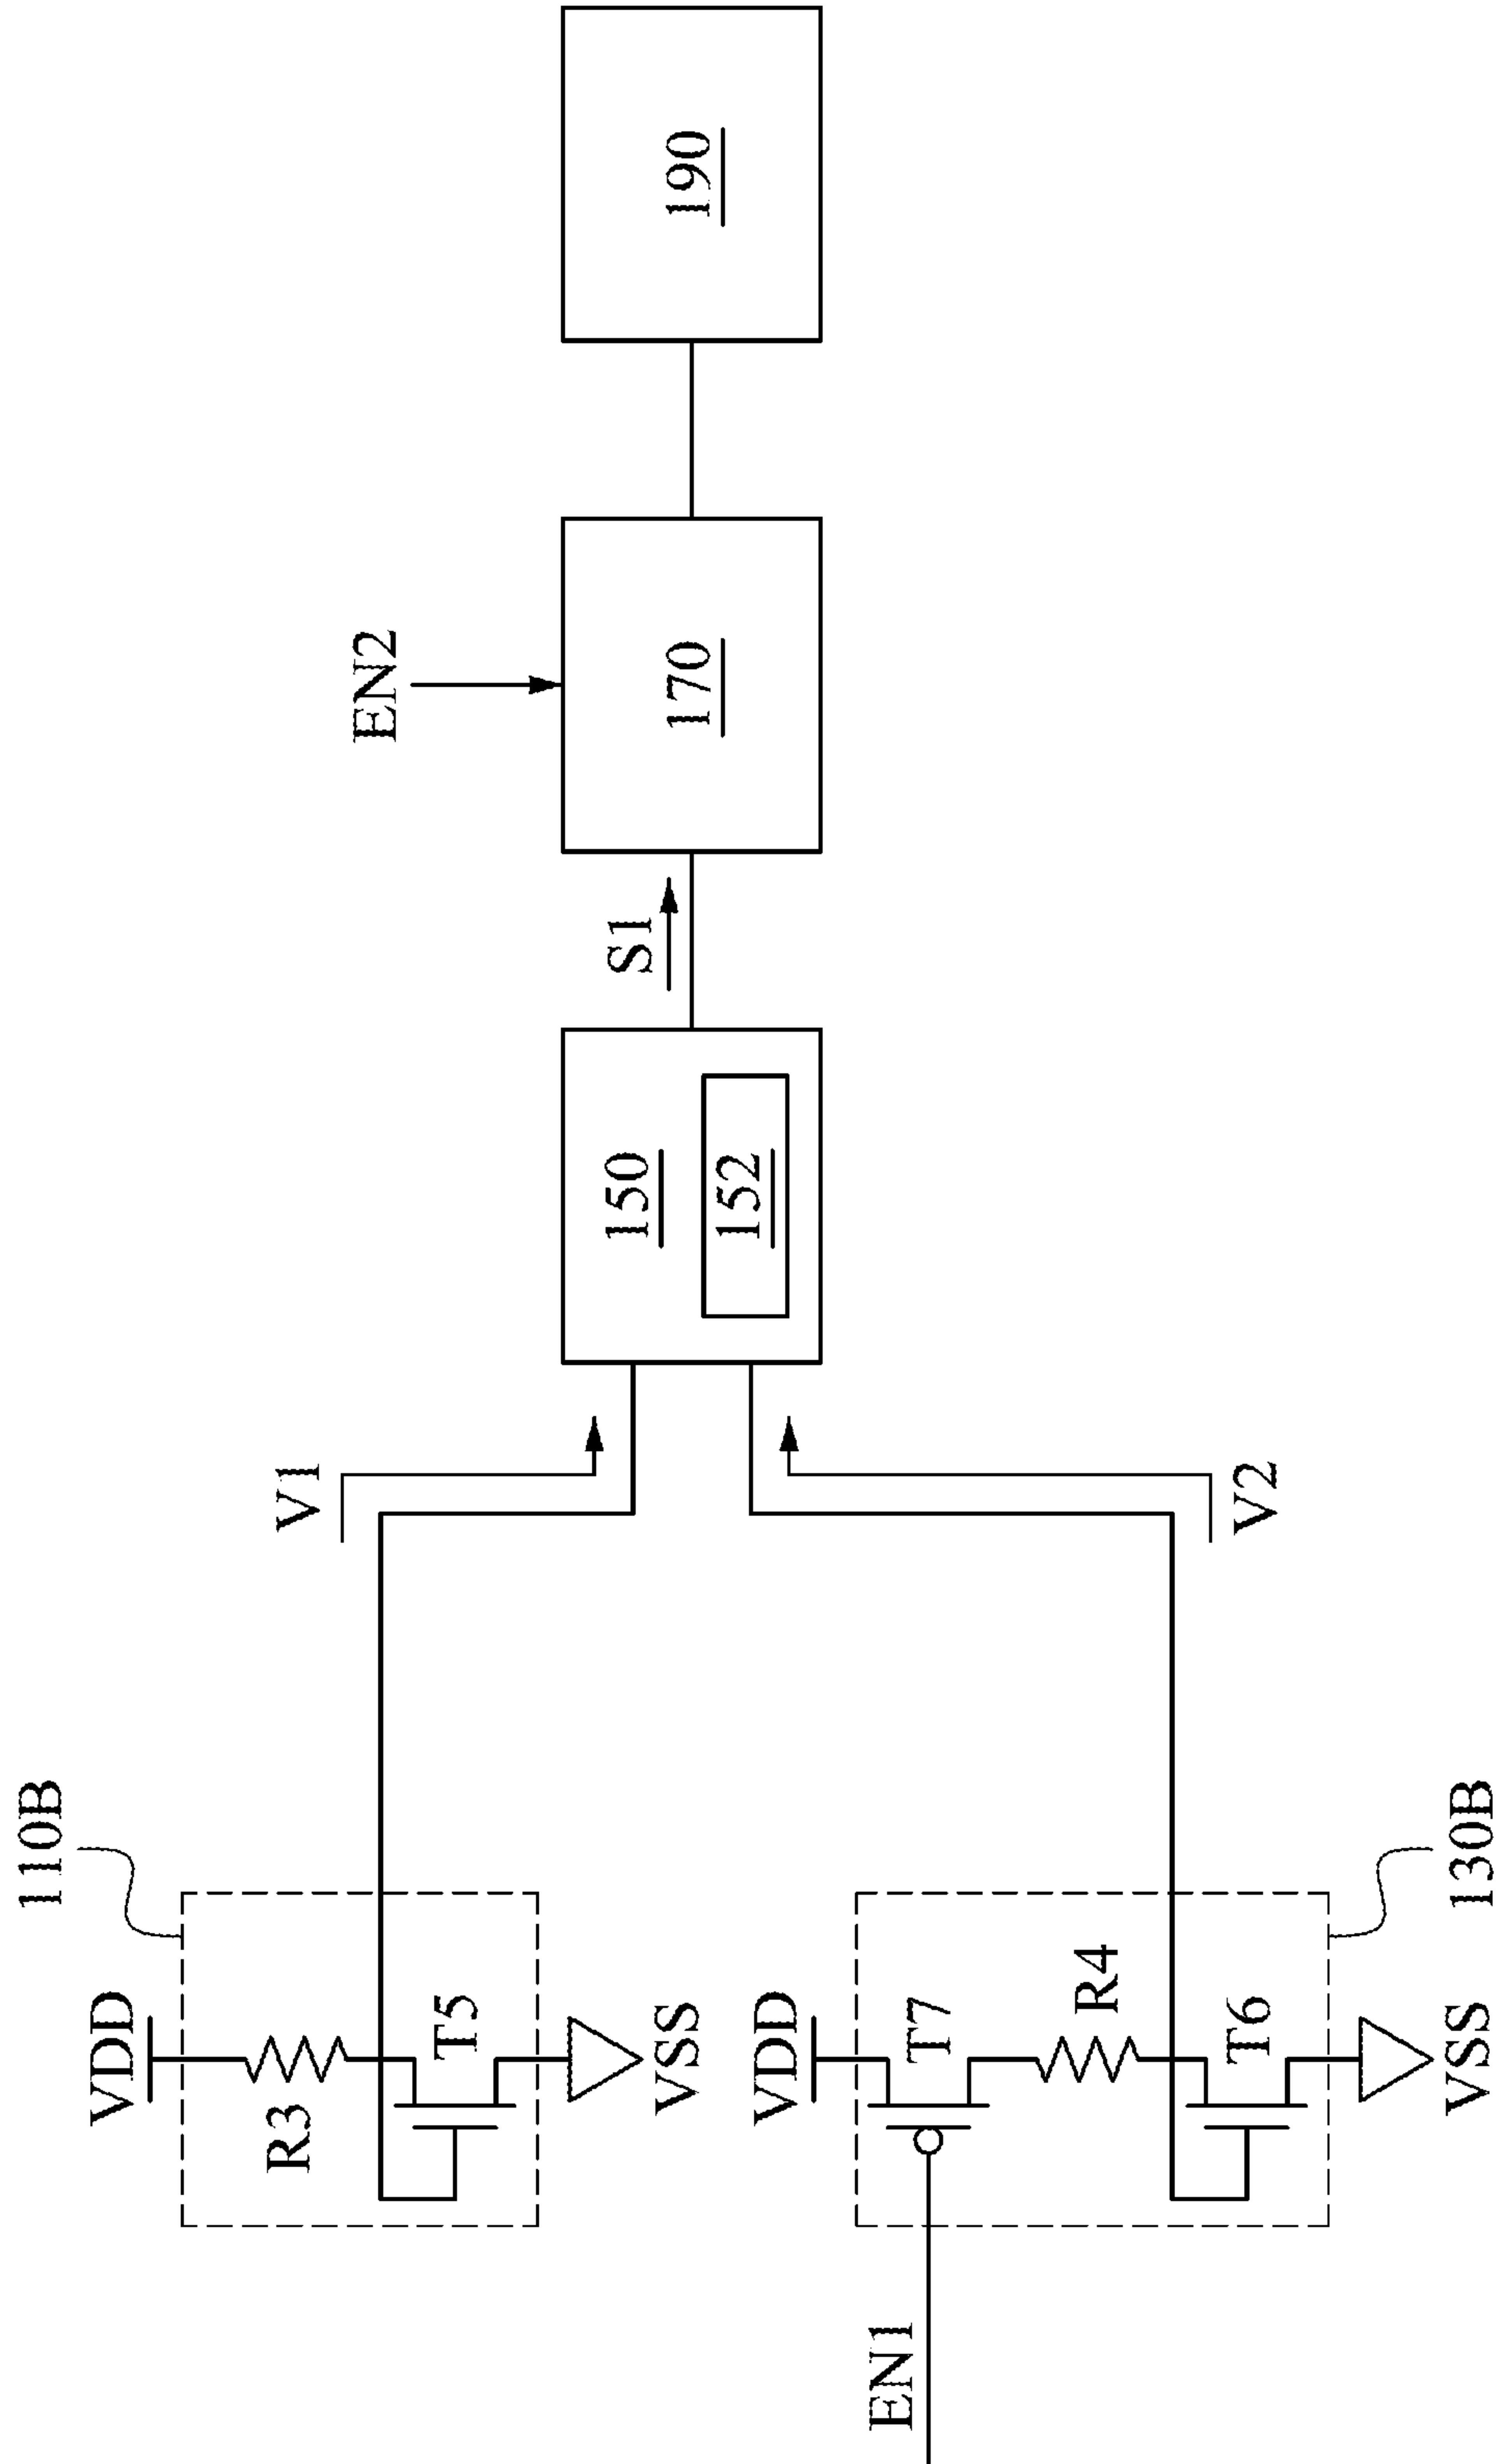 110B
VDD
R3
T5
VSS
V1
EN2
S1
150
152
170
190
VDD
T7
R4
EN1
T6
VSS
V2
130B